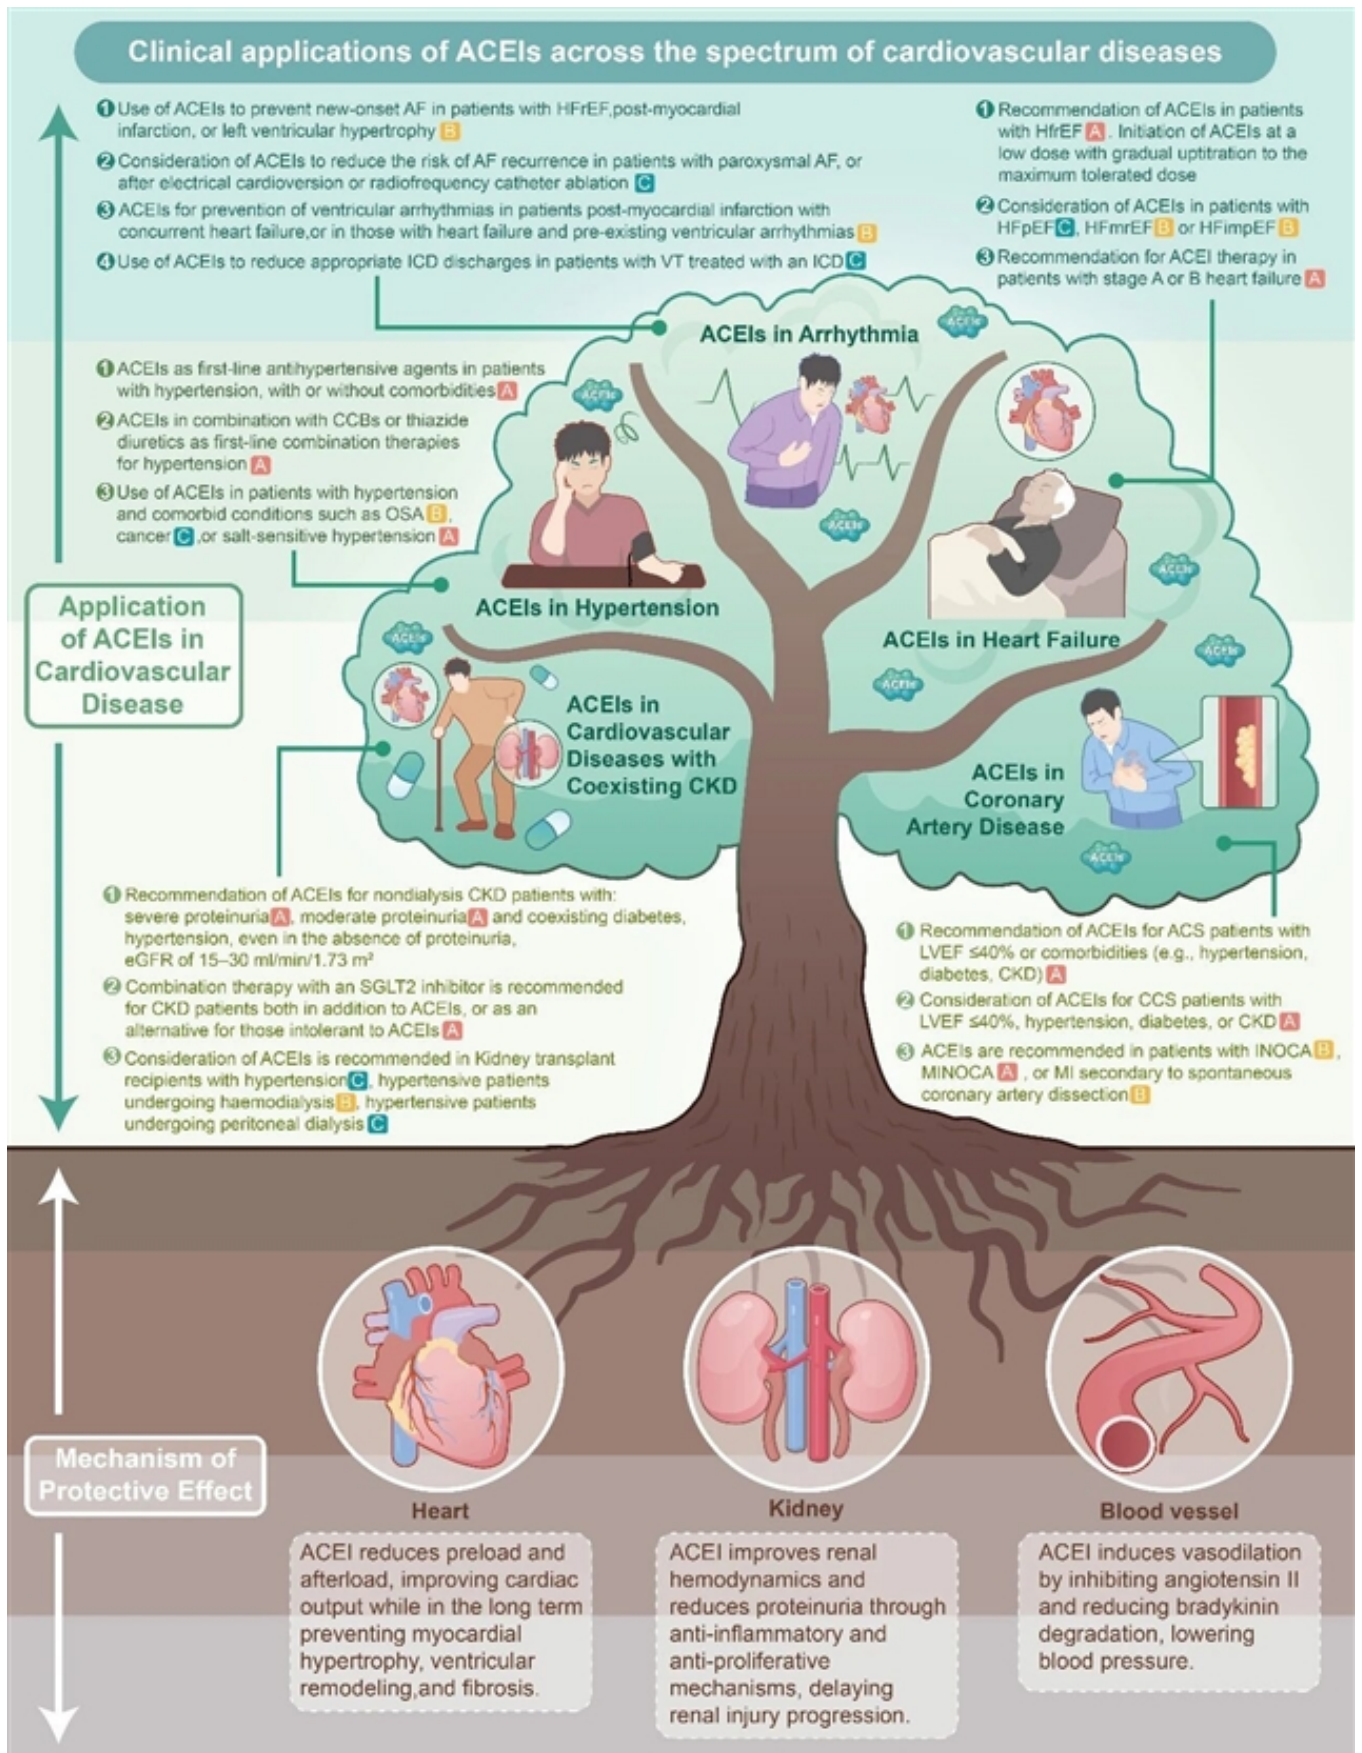 Clinical applications of ACEIs across the spectrum of cardiovascular diseases
❶ Use of ACEIs to prevent new-onset AF in patients with HFrEF,post-myocardial
infarction, or left ventricular hypertrophy B
❷ Consideration of ACEIs to reduce the risk of AF recurrence in patients with paroxysmal AF, or
after electrical cardioversion or radiofrequency catheter ablation C
❸ ACEIs for prevention of ventricular arrhythmias in patients post-myocardial infarction with
concurrent heart failure,or in those with heart failure and pre-existing ventricular arrhythmias B
❹ Use of ACEIs to reduce appropriate ICD discharges in patients with VT treated with an ICD C
❶ Recommendation of ACEIs in patients
with HfrEF A . Initiation of ACEIs at a
low dose with gradual uptitration to the
maximum tolerated dose
❷ Consideration of ACEIs in patients with
HFpEF C, HFmrEF B or HFimpEF B
❸ Recommendation for ACEI therapy in
patients with stage A or B heart failure A
❶ ACEIs as first-line antihypertensive agents in patients
with hypertension, with or without comorbidities A
❷ ACEIs in combination with CCBs or thiazide
diuretics as first-line combination therapies
for hypertension A
❸ Use of ACEIs in patients with hypertension
and comorbid conditions such as OSA B,
cancer C ,or salt-sensitive hypertension A
ACEIs in Arrhythmia
ACEIs
ACEIs
ACEIs
ACEIs
ACEIs in Hypertension
ACEIs in Heart Failure
ACEIs
ACEIs
ACEIs
Application
of ACEIs in
Cardiovascular
Disease
ACEIs in
Cardiovascular
Diseases with
Coexisting CKD
ACEIs in
Coronary
Artery Disease
ACEIs
❶ Recommendation of ACEIs for nondialysis CKD patients with:
severe proteinuria A, moderate proteinuria A and coexisting diabetes,
hypertension, even in the absence of proteinuria,
eGFR of 15–30 ml/min/1.73 m²
❷ Combination therapy with an SGLT2 inhibitor is recommended
for CKD patients both in addition to ACEIs, or as an
alternative for those intolerant to ACEIs A
❸ Consideration of ACEIs is recommended in Kidney transplant
recipients with hypertension C, hypertensive patients
undergoing haemodialysis B, hypertensive patients
undergoing peritoneal dialysis C
❶ Recommendation of ACEIs for ACS patients with
LVEF ≤40% or comorbidities (e.g., hypertension,
diabetes, CKD) A
❷ Consideration of ACEIs for CCS patients with
LVEF ≤40%, hypertension, diabetes, or CKD A
❸ ACEIs are recommended in patients with INOCA B ,
MINOCA A , or MI secondary to spontaneous
coronary artery dissection B
Mechanism of
Protective Effect
Heart
ACEI reduces preload and
afterload, improving cardiac
output while in the long term
preventing myocardial
hypertrophy, ventricular
remodeling,and fibrosis.
Kidney
ACEI improves renal
hemodynamics and
reduces proteinuria through
anti-inflammatory and
anti-proliferative
mechanisms, delaying
renal injury progression.
Blood vessel
ACEI induces vasodilation
by inhibiting angiotensin II
and reducing bradykinin
degradation, lowering
blood pressure.